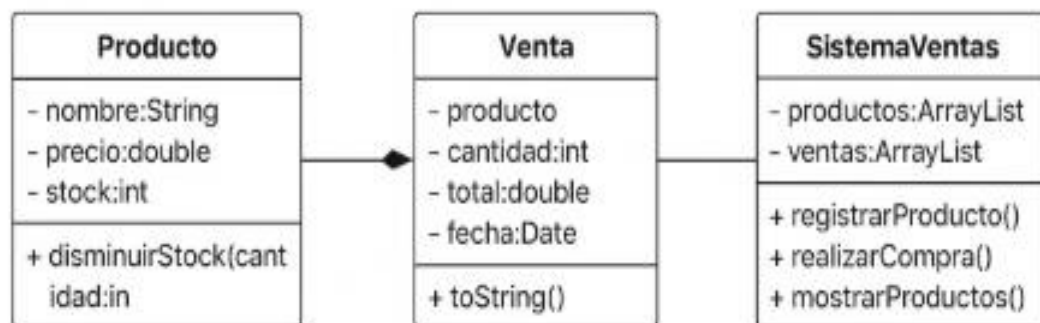 Producto
- nombre:String
- precio:double
- stock:int
+ disminuirStock(cant
idad:in
Venta
- producto
- cantidad:int
- total:double
- fecha:Date
+ toString()
SistemaVentas
- productos:ArrayList
- ventas:ArrayList
+ registrarProducto()
+ realizarCompra()
+ mostrarProductos()